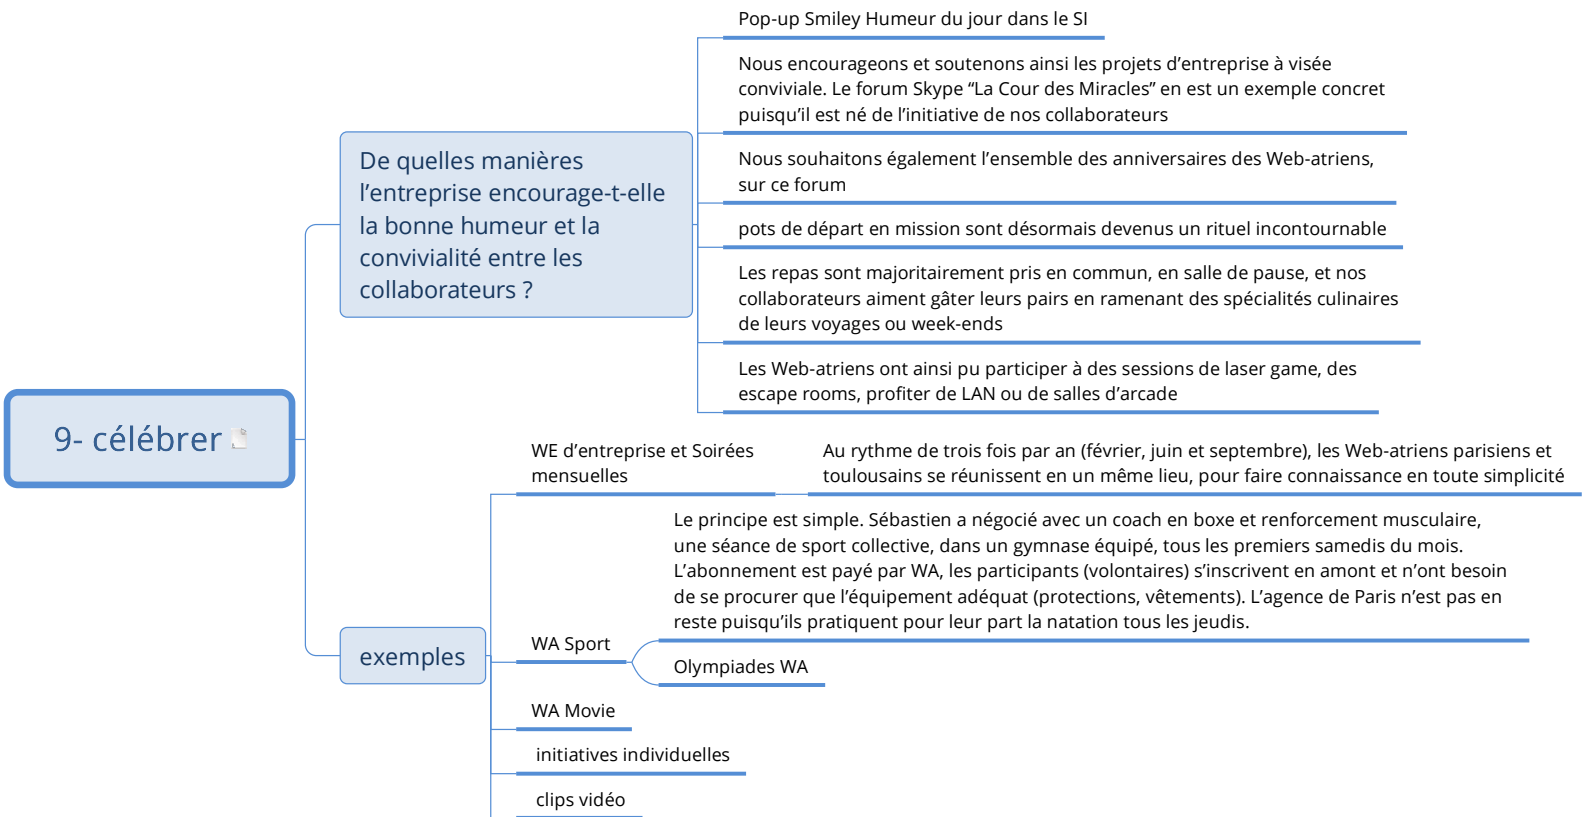 Pop-up Smiley Humeur du jour dans le SI
Nous encourageons et soutenons ainsi les projets d’entreprise à visée
conviviale. Le forum Skype “La Cour des Miracles” en est un exemple concret
puisqu’il est né de l’initiative de nos collaborateurs
De quelles manières
l’entreprise encourage-t-elle
la bonne humeur et la
convivialité entre les
collaborateurs ?
Nous souhaitons également l’ensemble des anniversaires des Web-atriens,
sur ce forum
pots de départ en mission sont désormais devenus un rituel incontournable
Les repas sont majoritairement pris en commun, en salle de pause, et nos
collaborateurs aiment gâter leurs pairs en ramenant des spécialités culinaires
de leurs voyages ou week-ends
Les Web-atriens ont ainsi pu participer à des sessions de laser game, des
escape rooms, profiter de LAN ou de salles d’arcade
9- célébrer
WE d’entreprise et Soirées
mensuelles
Au rythme de trois fois par an (février, juin et septembre), les Web-atriens parisiens et
toulousains se réunissent en un même lieu, pour faire connaissance en toute simplicité
Le principe est simple. Sébastien a négocié avec un coach en boxe et renforcement musculaire,
une séance de sport collective, dans un gymnase équipé, tous les premiers samedis du mois.
L’abonnement est payé par WA, les participants (volontaires) s’inscrivent en amont et n’ont besoin
de se procurer que l’équipement adéquat (protections, vêtements). L’agence de Paris n’est pas en
reste puisqu’ils pratiquent pour leur part la natation tous les jeudis.
WA Sport
exemples
Olympiades WA
WA Movie
initiatives individuelles
clips vidéo